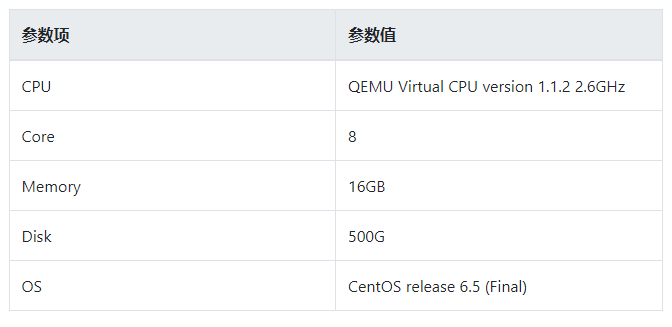 参数项 参数值
CPU QEMU Virtual CPU version 1.1.2 2.6GHz
Core 8
Memory 16GB
Disk 500G
OS CentOS release 6.5 (Final)